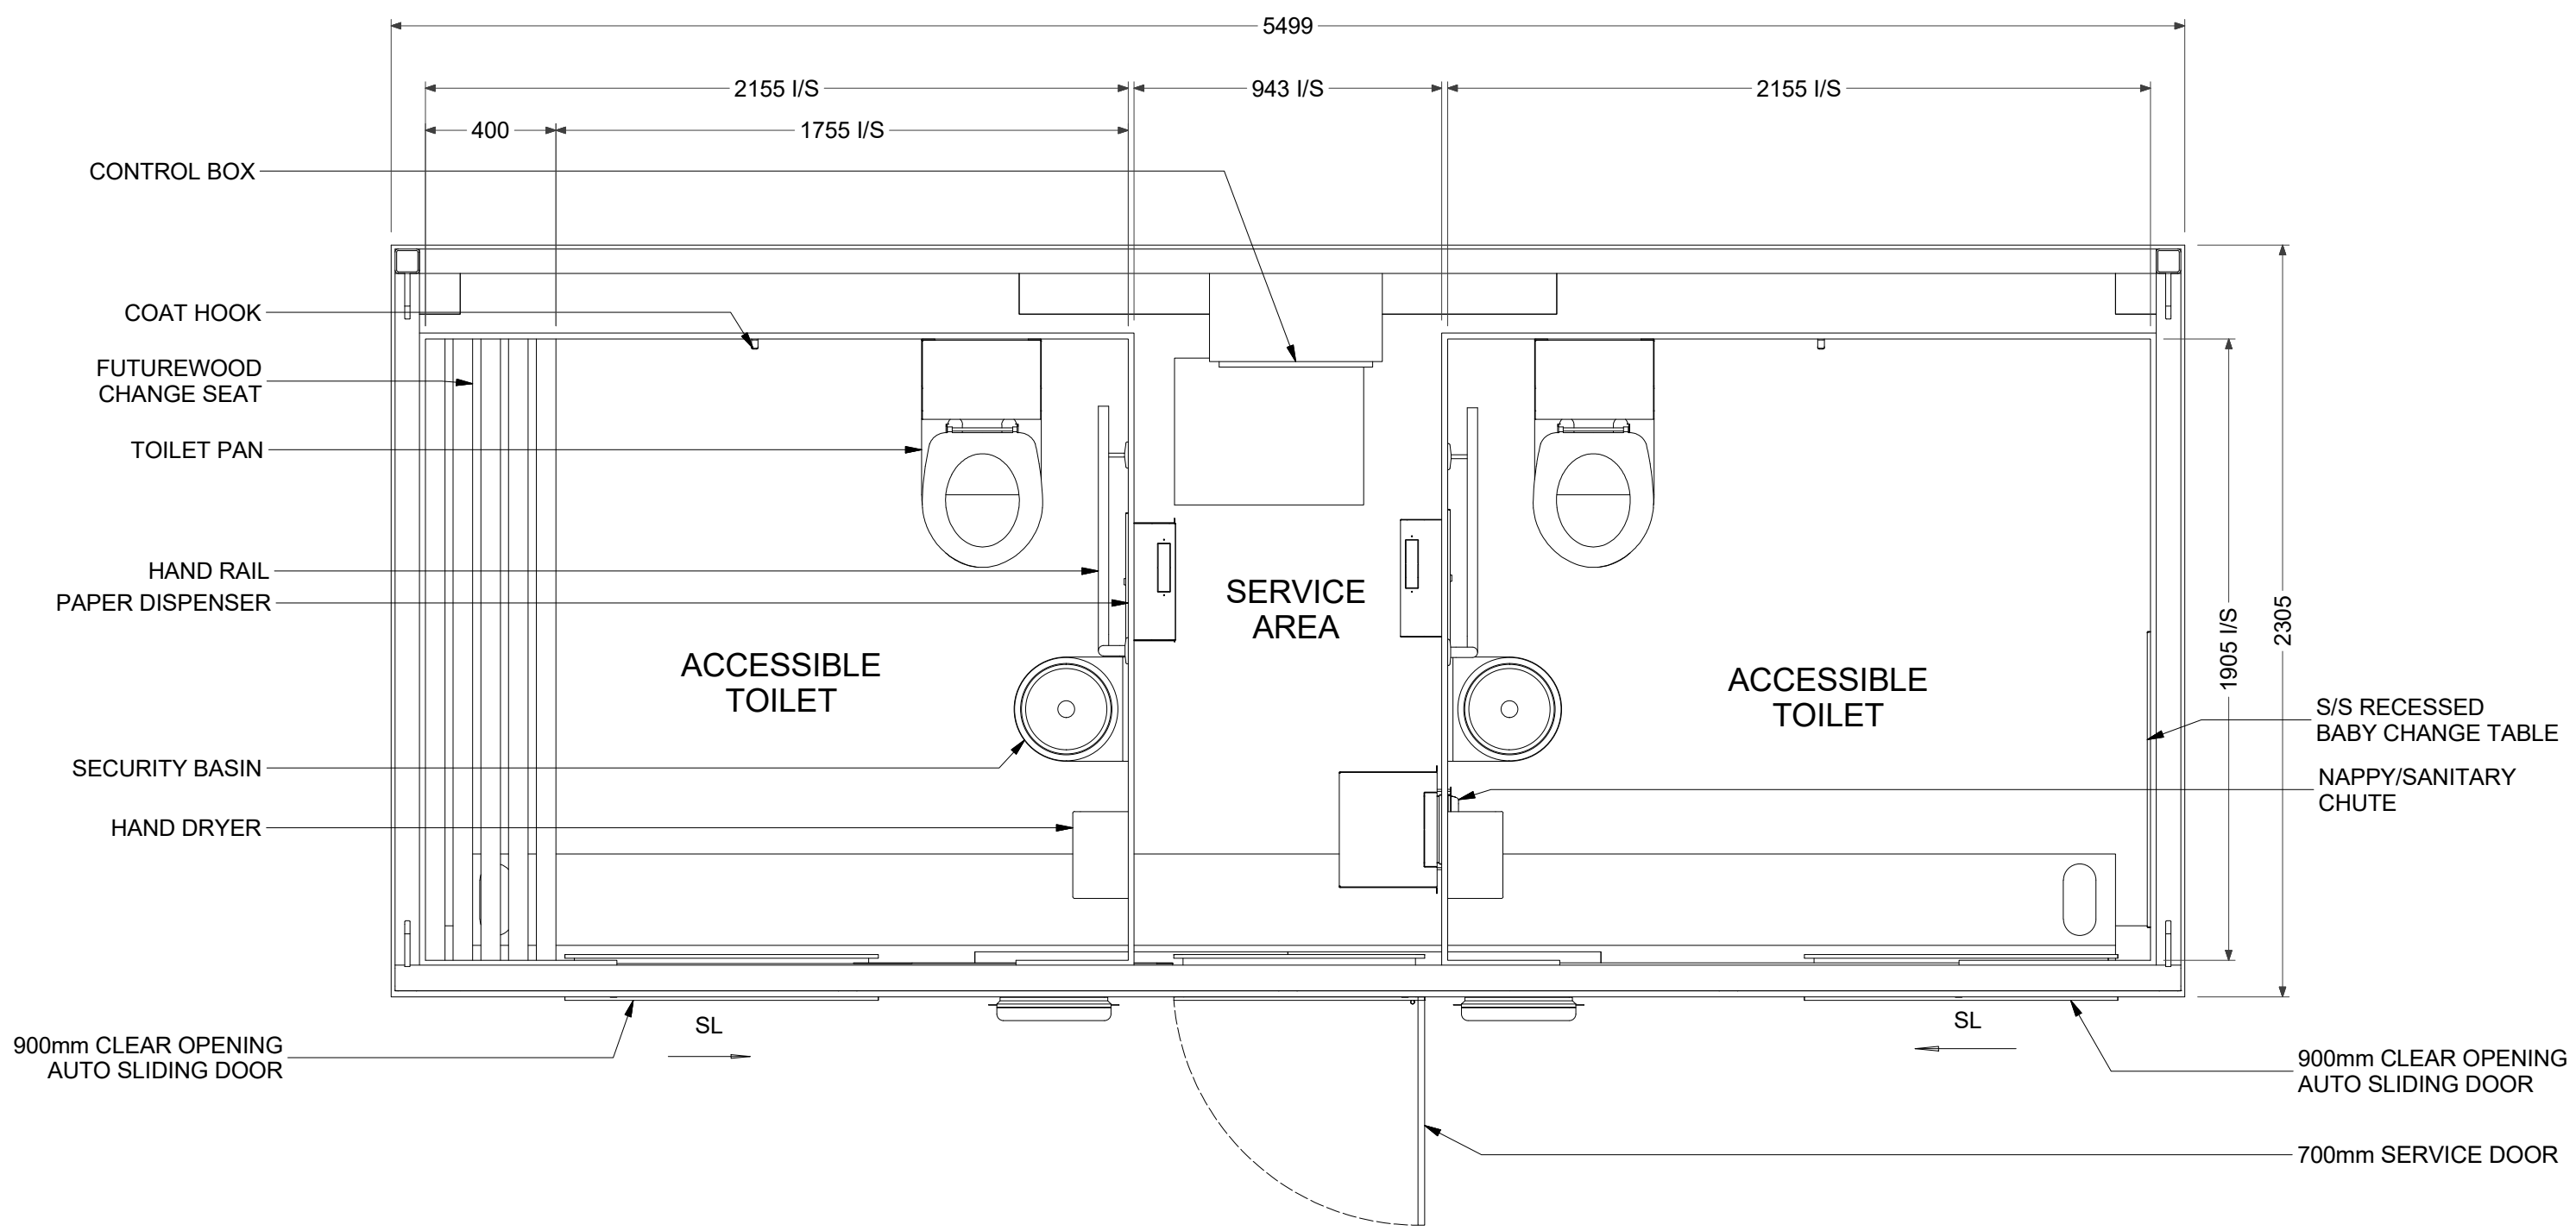 5499
2155 I/S
943 I/S
2155 I/S
400
1755 I/S
CONTROL BOX
COAT HOOK
FUTUREWOOD
CHANGE SEAT
TOILET PAN
HAND RAIL
PAPER DISPENSER
SECURITY BASIN
HAND DRYER
ACCESSIBLE
TOILET
SERVICE
AREA
ACCESSIBLE
TOILET
1905 I/S
2305
S/S RECESSED
BABY CHANGE TABLE
NAPPY/SANITARY
CHUTE
SL
SL
900mm CLEAR OPENING
AUTO SLIDING DOOR
900mm CLEAR OPENING
AUTO SLIDING DOOR
700mm SERVICE DOOR